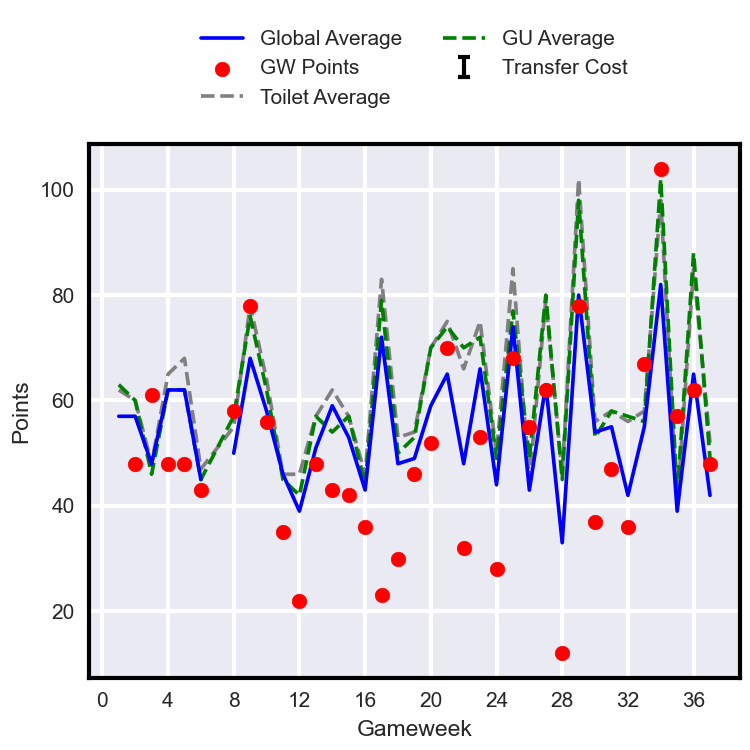 Global Average
GW Points
Toilet Average
GU Average
Transfer Cost
Points
100
80
60
40
20
0 4 8 12 16 20 24 28 32 36
Gameweek